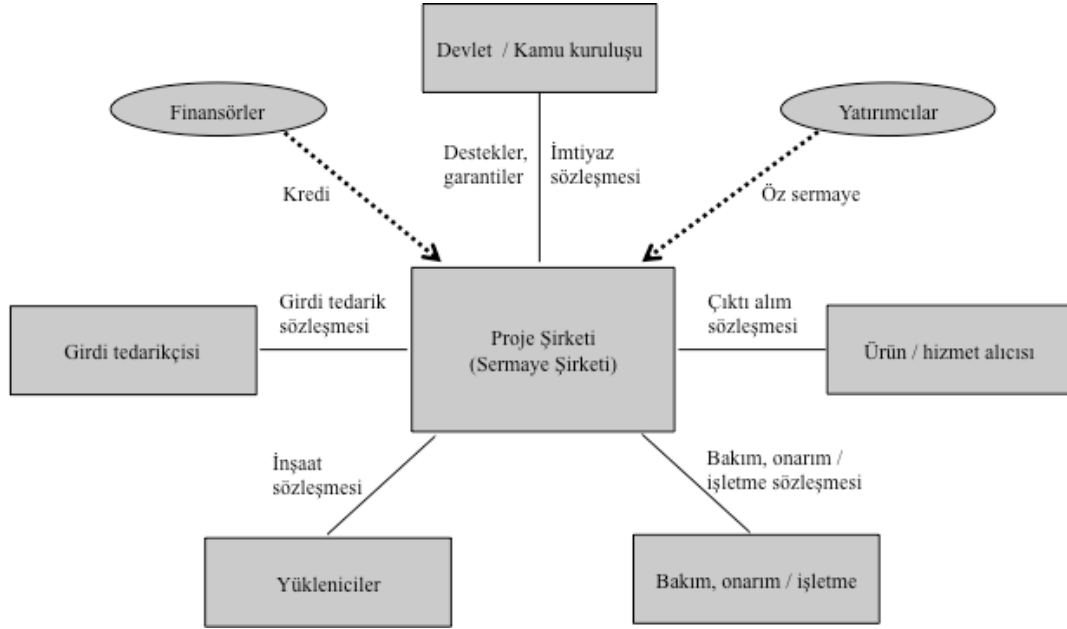 Devlet / Kamu kuruluşu
Finansörler
Yatırımcılar
Destekler,
garantiler
İmtiyaz
sözleşmesi
Kredi
Öz sermaye
Girdi tedarik
sözleşmesi
Çıktı alım
sözleşmesi
Girdi tedarikçisi
Proje Şirketi
(Sermaye Şirketi)
Ürün / hizmet alıcısı
İnşaat
sözleşmesi
Bakım, onarım /
işletme sözleşmesi
Yükleniciler
Bakım, onarım / işletme